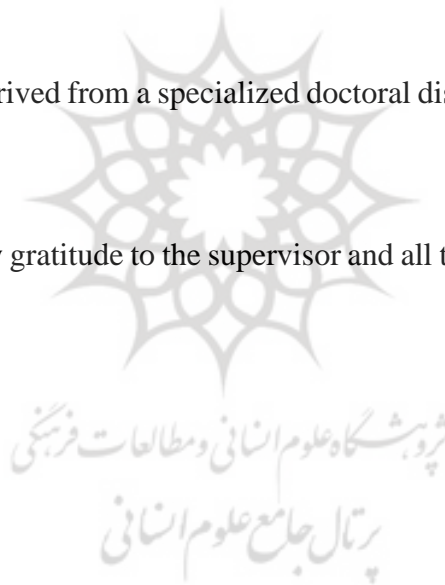 rived from a specialized doctoral dis
gratitude to the supervisor and all t
پژوهشگاه علوم انسانی و مطالعات فرهنگی
پرتال جامع علوم انسانی